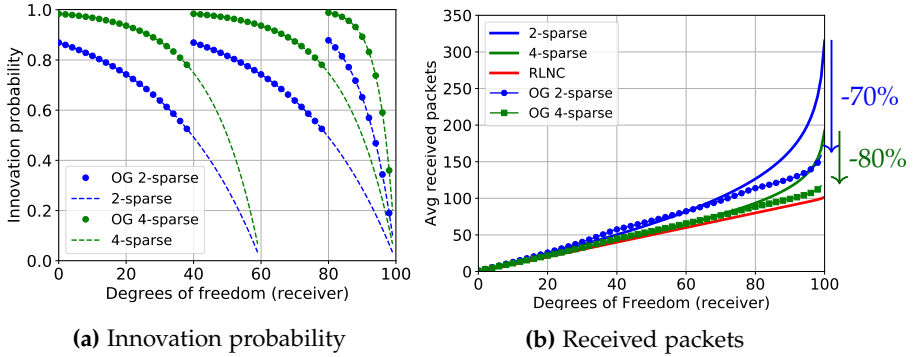 1.0
0.8
0.6
0.4
0.2
0.0
Innovation probability
OG 2-sparse
2-sparse
OG 4-sparse
4-sparse
0 20 40 60 80 100
Degrees of freedom (receiver)
(a) Innovation probability
350
300
250
200
150
100
50
0
Avg received packets
2-sparse
4-sparse
RLNC
OG 2-sparse
OG 4-sparse
-70%
-80%
0 20 40 60 80 100
Degrees of Freedom (receiver)
(b) Received packets